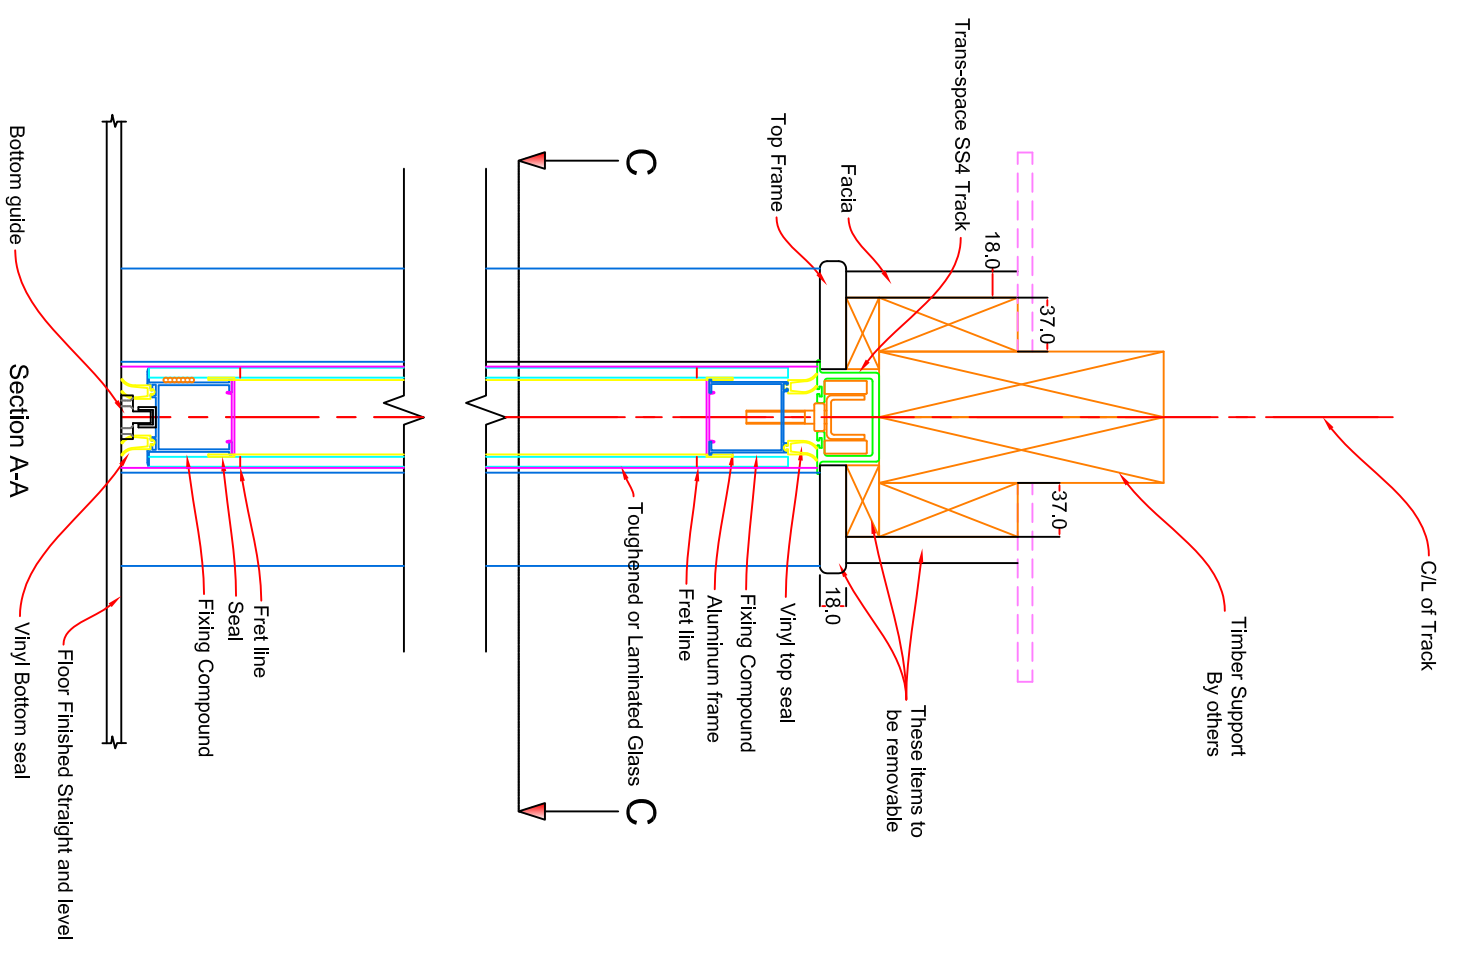 C/L of Track
Timber Support
By others
37.0
37.0
18.0
Trans-space SS4 Track
These items to
be removable
Facia
18.0
Top Frame
Vinyl top seal
Fixing Compound
Aluminum frame
Fret line
Toughened or Laminated Glass
C
C
Fret line
Seal
Fixing Compound
Floor Finished Straight and level
Bottom guide
Vinyl Bottom seal
Section A-A